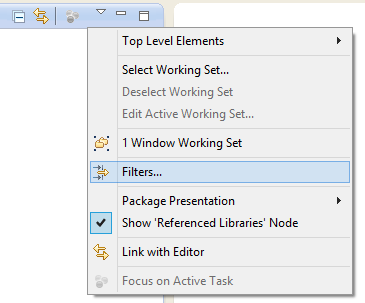 Top Level Elements
Select Working Set...
Deselect Working Set
Edit Active Working Set...
1 Window Working Set
Filters...
Package Presentation
Show 'Referenced Libraries' Node
Link with Editor
Focus on Active Task